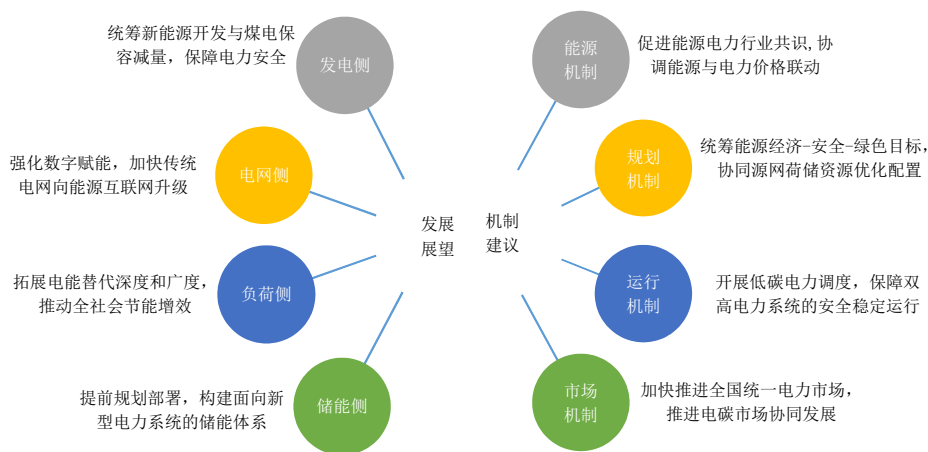 统筹新能源开发与煤电保
容减量，保障电力安全
发电侧
强化数字赋能，加快传统
电网向能源互联网升级
电网侧
拓展电能替代深度和广度，
推动全社会节能增效
负荷侧
提前规划部署，构建面向新
型电力系统的储能体系
储能侧
发展
展望
机制
建议
能源
机制
促进能源电力行业共识,协
调能源与电力价格联动
规划
机制
统筹能源经济-安全-绿色目标，
协同源网荷储资源优化配置
运行
机制
开展低碳电力调度，保障双
高电力系统的安全稳定运行
市场
机制
加快推进全国统一电力市场，
推进电碳市场协同发展